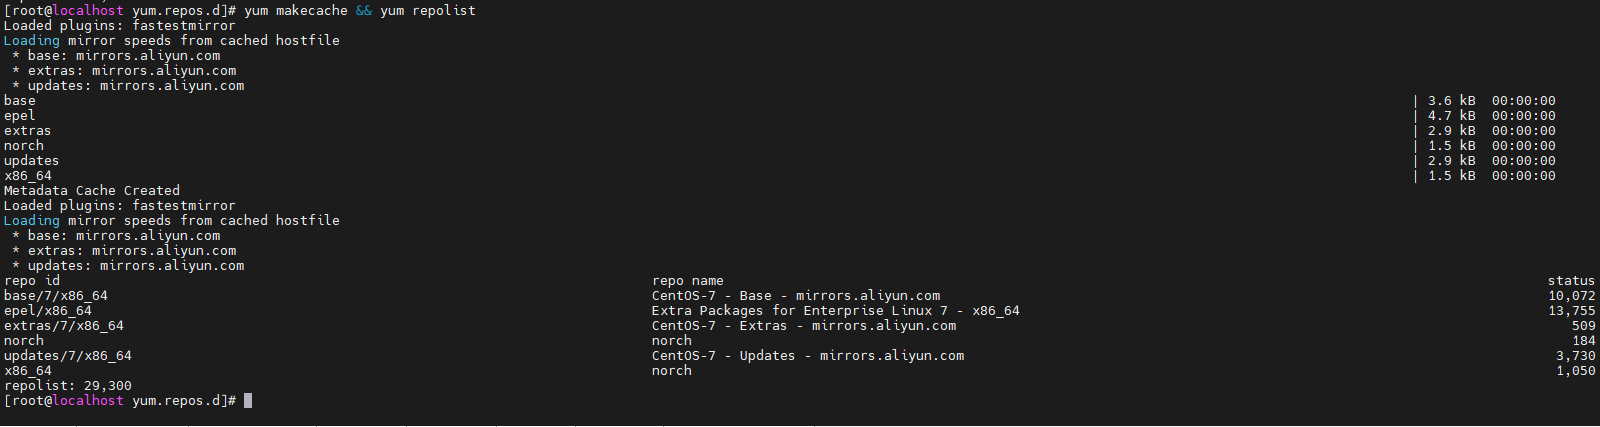 [root@localhost yum.repos.d]# yum makecache && yum repolist
Loaded plugins: fastestmirror
Loading mirror speeds from cached hostfile
 * base: mirrors.aliyun.com
 * extras: mirrors.aliyun.com
 * updates: mirrors.aliyun.com
base | 3.6 kB 00:00:00
epel | 4.7 kB 00:00:00
extras | 2.9 kB 00:00:00
norch | 1.5 kB 00:00:00
updates | 2.9 kB 00:00:00
x86_64 | 1.5 kB 00:00:00
Metadata Cache Created
Loaded plugins: fastestmirror
Loading mirror speeds from cached hostfile
 * base: mirrors.aliyun.com
 * extras: mirrors.aliyun.com
 * updates: mirrors.aliyun.com
repo id repo name status
base/7/x86_64 CentOS-7 - Base - mirrors.aliyun.com 10,072
epel/x86_64 Extra Packages for Enterprise Linux 7 - x86_64 13,755
extras/7/x86_64 CentOS-7 - Extras - mirrors.aliyun.com 509
norch norch 184
updates/7/x86_64 CentOS-7 - Updates - mirrors.aliyun.com 3,730
x86_64 norch 1,050
repolist: 29,300
[root@localhost yum.repos.d]#